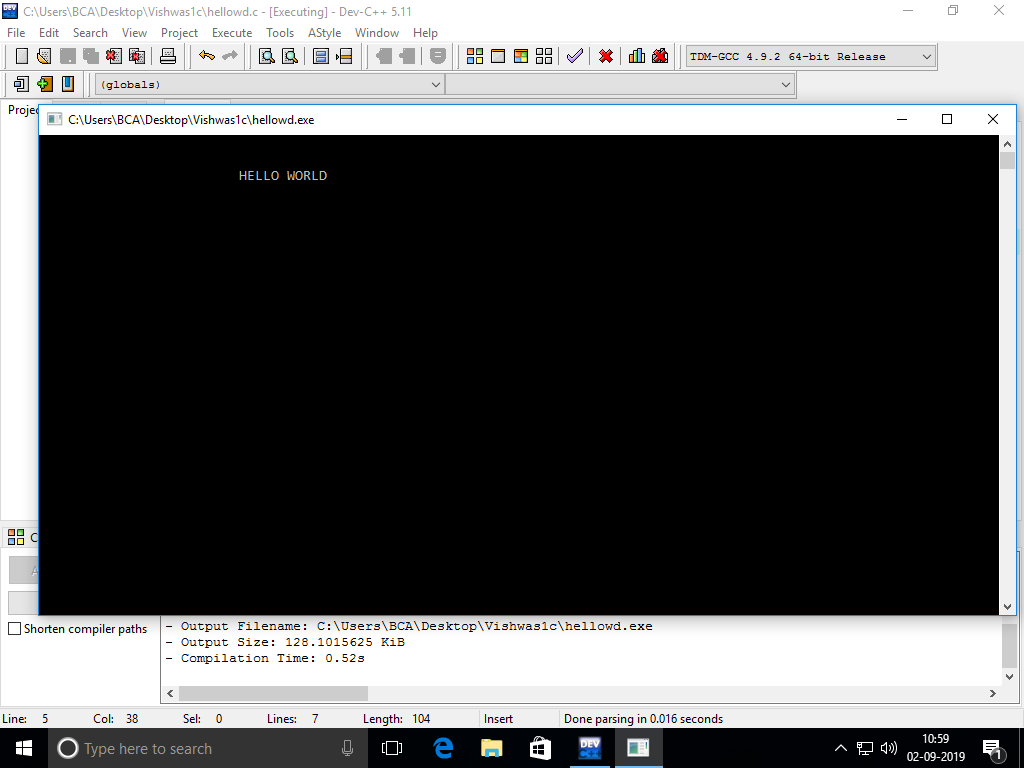 C:\Users\BCA\Desktop\Vishwas1c\hellowd.c - [Executing] - Dev-C++ 5.11
File Edit Search View Project Execute Tools AStyle Window Help
TDM-GCC 4.9.2 64-bit Release
(globals)
Projec
C:\Users\BCA\Desktop\Vishwas1c\hellowd.exe
HELLO WORLD
C
A
Shorten compiler paths
- Output Filename: C:\Users\BCA\Desktop\Vishwas1c\hellowd.exe
- Output Size: 128.1015625 KiB
- Compilation Time: 0.52s
Line: 5 Col: 38 Sel: 0 Lines: 7 Length: 104 Insert Done parsing in 0.016 seconds
Type here to search
DEV
C++
10:59
02-09-2019
1